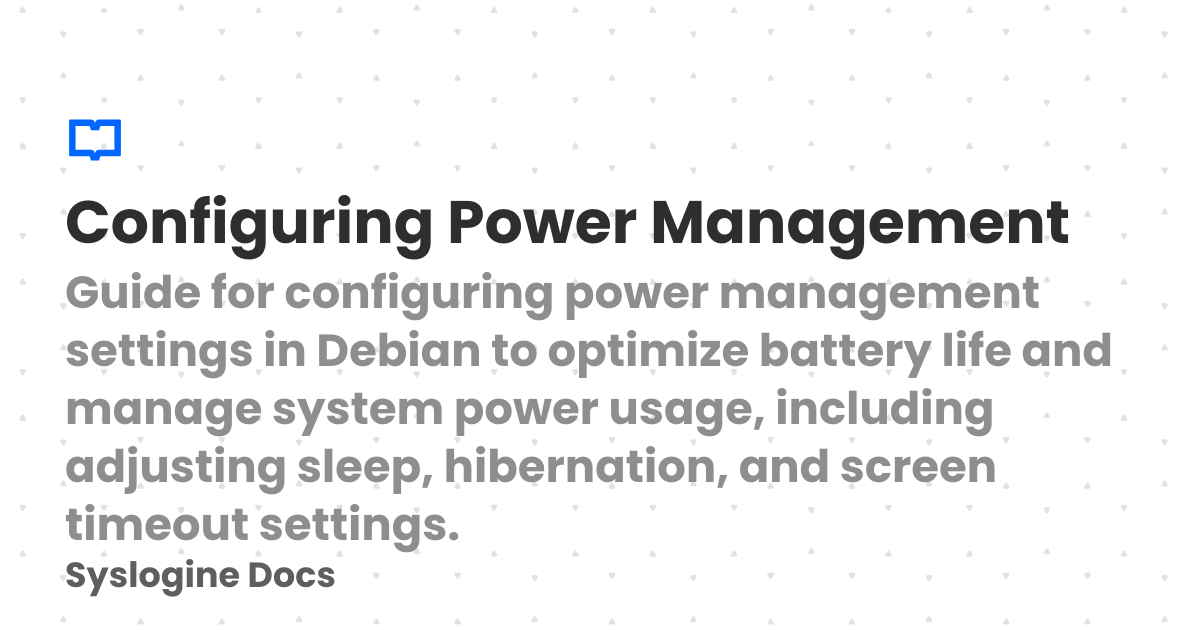 Configuring Power Management
Guide for configuring power management
settings in Debian to optimize battery life and
manage system power usage, including
adjusting sleep, hibernation, and screen
timeout settings.
Syslogine Docs